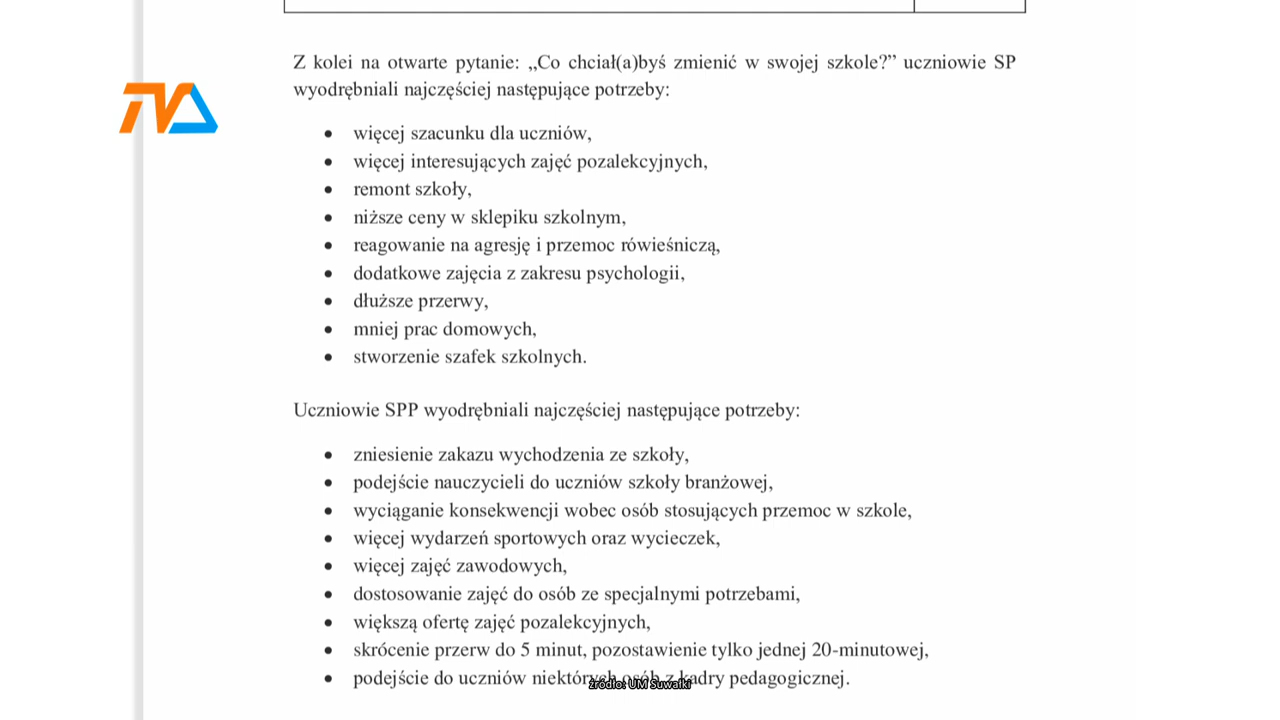 Z kolei na otwarte pytanie: „Co chciał(a)byś zmienić w swojej szkole?” uczniowie SP
wyodrębniali najczęściej następujące potrzeby:
TVA
• więcej szacunku dla uczniów,
• więcej interesujących zajęć pozalekcyjnych,
• remont szkoły,
• niższe ceny w sklepiku szkolnym,
• reagowanie na agresję i przemoc rówieśniczą,
• dodatkowe zajęcia z zakresu psychologii,
• dłuższe przerwy,
• mniej prac domowych,
• stworzenie szafek szkolnych.
Uczniowie SPP wyodrębniali najczęściej następujące potrzeby:
• zniesienie zakazu wychodzenia ze szkoły,
• podejście nauczycieli do uczniów szkoły branżowej,
• wyciąganie konsekwencji wobec osób stosujących przemoc w szkole,
• więcej wydarzeń sportowych oraz wycieczek,
• więcej zajęć zawodowych,
• dostosowanie zajęć do osób ze specjalnymi potrzebami,
• większą ofertę zajęć pozalekcyjnych,
• skrócenie przerw do 5 minut, pozostawienie tylko jednej 20-minutowej,
• podejście do uczniów niektórych osób z kadry pedagogicznej.
źródło: UM Suwałki